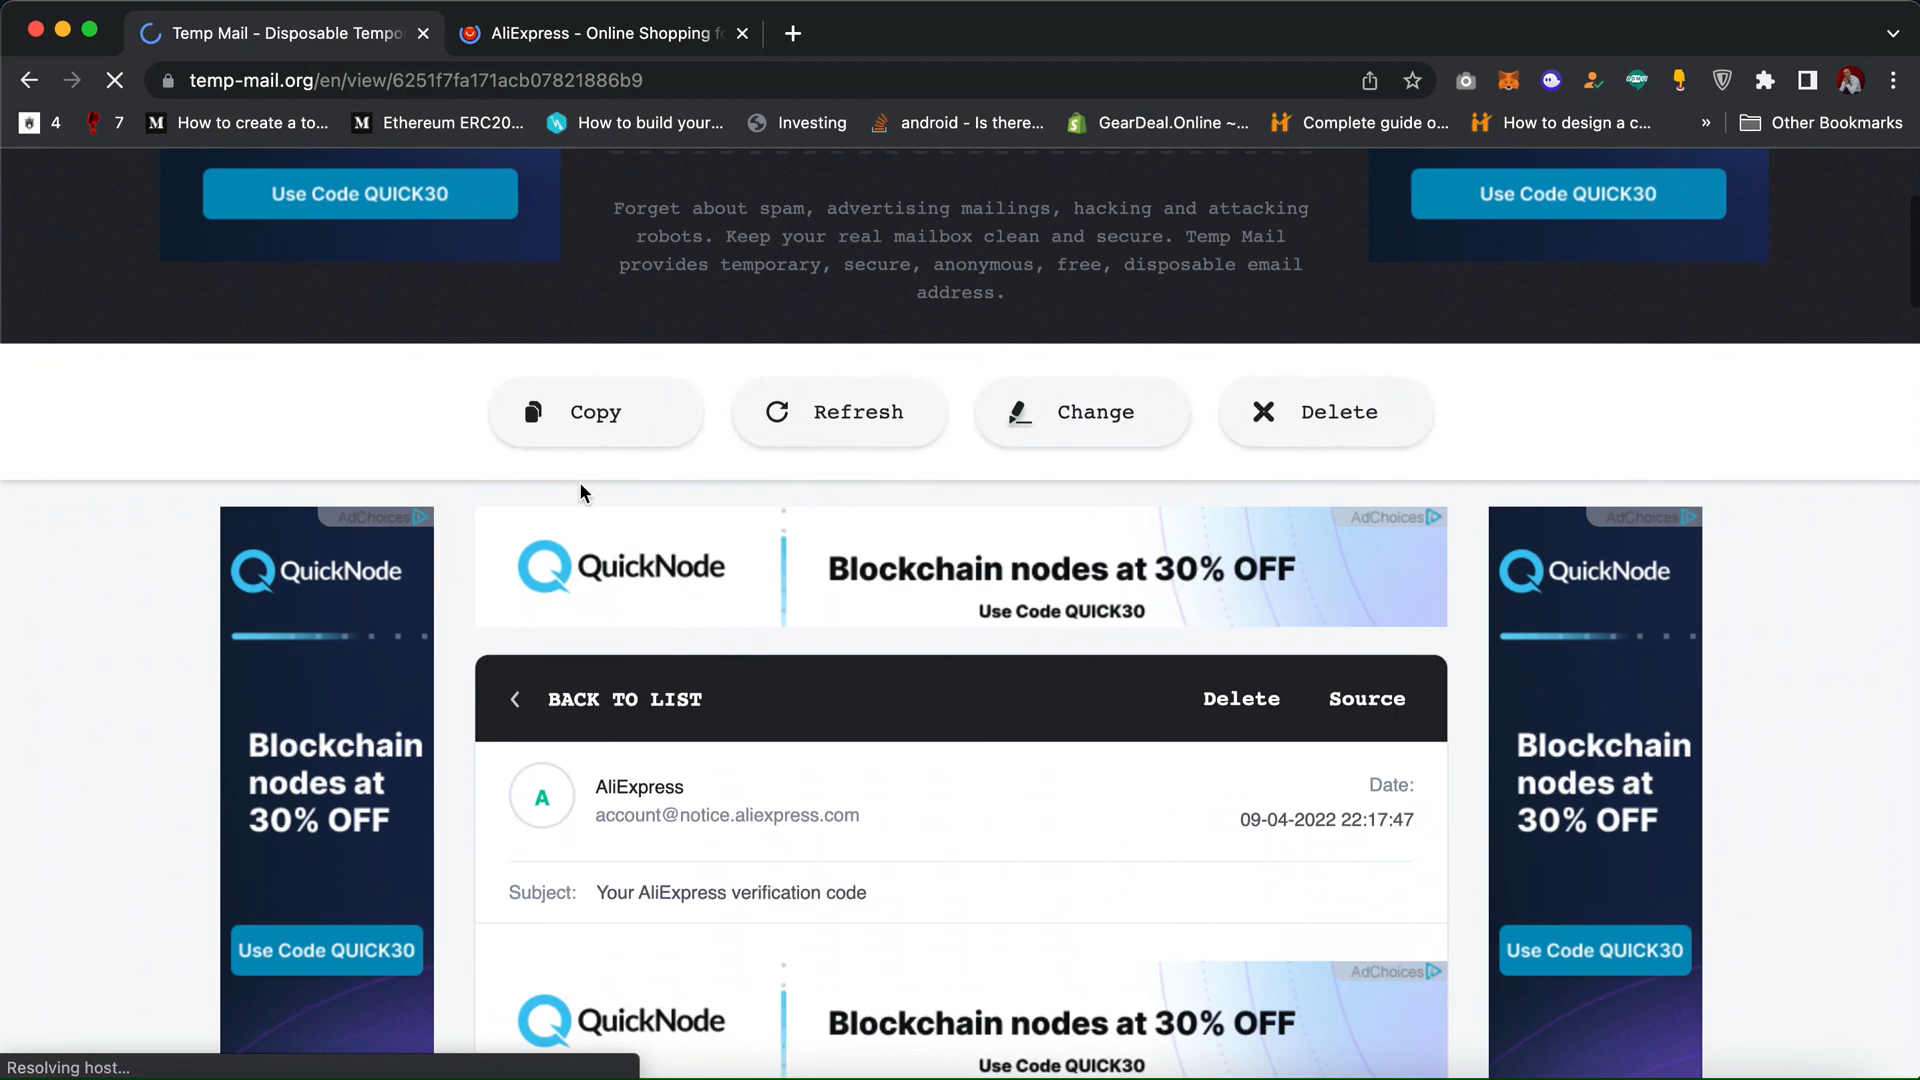 Temp Mail - Disposable Tempo
AliExpress - Online Shopping fo
temp-mail.org/en/view/6251f7fa171acb07821886b9
4
7
How to create a to...
Ethereum ERC20...
How to build your...
Investing
android - Is there...
GearDeal.Online ~...
Complete guide o...
How to design a c...
»
Other Bookmarks
Use Code QUICK30
Forget about spam, advertising mailings, hacking and attacking
robots. Keep your real mailbox clean and secure. Temp Mail
provides temporary, secure, anonymous, free, disposable email
address.
Use Code QUICK30
Copy
Refresh
Change
Delete
AdChoices
QuickNode
Blockchain
nodes at
30% OFF
Use Code QUICK30
AdChoices
QuickNode
Blockchain nodes at 30% OFF
Use Code QUICK30
AdChoices
QuickNode
Blockchain
nodes at
30% OFF
Use Code QUICK30
BACK TO LIST
Delete
Source
A
AliExpress
account@notice.aliexpress.com
Date:
09-04-2022 22:17:47
Subject: Your AliExpress verification code
AdChoices
QuickNode
Blockchain nodes at 30% OFF
Use Code QUICK30
Resolving host...